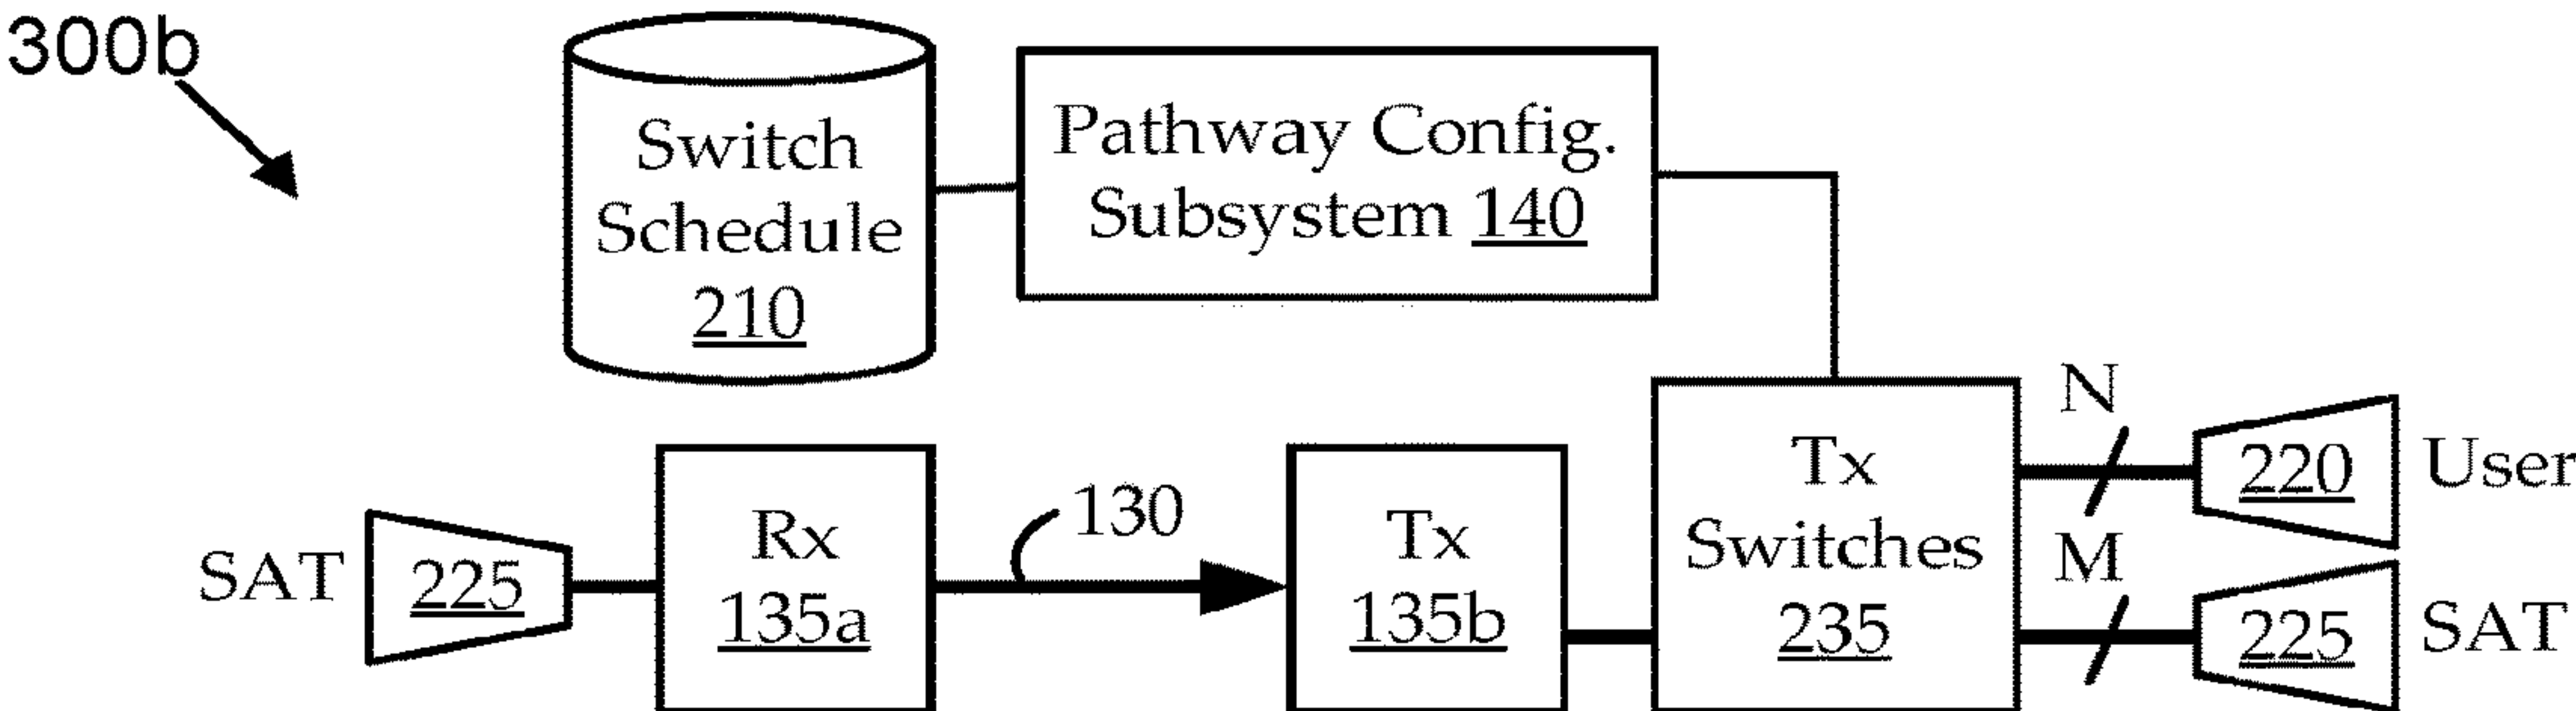 300b
Switch
Schedule
210
Pathway Config.
Subsystem 140
SAT
225
Rx
135a
130
Tx
135b
Tx
Switches
235
N
220
User
M
225
SAT